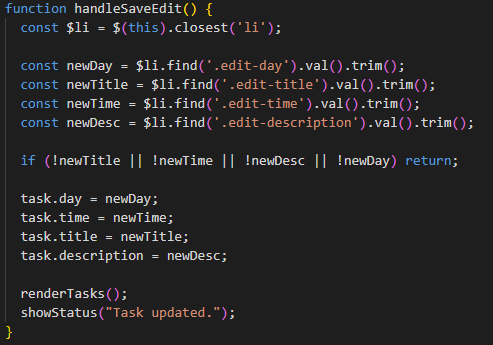 function handleSaveEdit() {
  const $li = $(this).closest('li');

  const newDay = $li.find('.edit-day').val().trim();
  const newTitle = $li.find('.edit-title').val().trim();
  const newTime = $li.find('.edit-time').val().trim();
  const newDesc = $li.find('.edit-description').val().trim();

  if (!newTitle || !newTime || !newDesc || !newDay) return;

  task.day = newDay;
  task.time = newTime;
  task.title = newTitle;
  task.description = newDesc;

  renderTasks();
  showStatus("Task updated.");
}